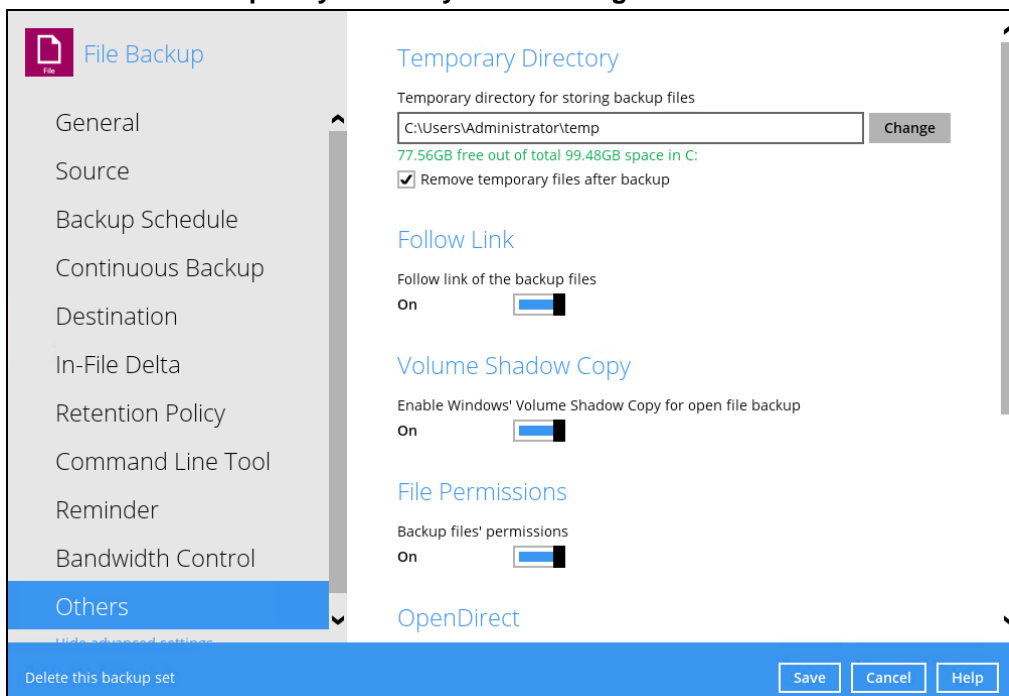 File
File Backup
General
Source
Backup Schedule
Continuous Backup
Destination
In-File Delta
Retention Policy
Command Line Tool
Reminder
Bandwidth Control
Others
Hide advanced settings
Temporary Directory
Temporary directory for storing backup files
C:\Users\Administrator\temp
Change
77.56GB free out of total 99.48GB space in C:
Remove temporary files after backup
Follow Link
Follow link of the backup files
On
Volume Shadow Copy
Enable Windows' Volume Shadow Copy for open file backup
On
File Permissions
Backup files' permissions
On
OpenDirect
Delete this backup set
Save
Cancel
Help